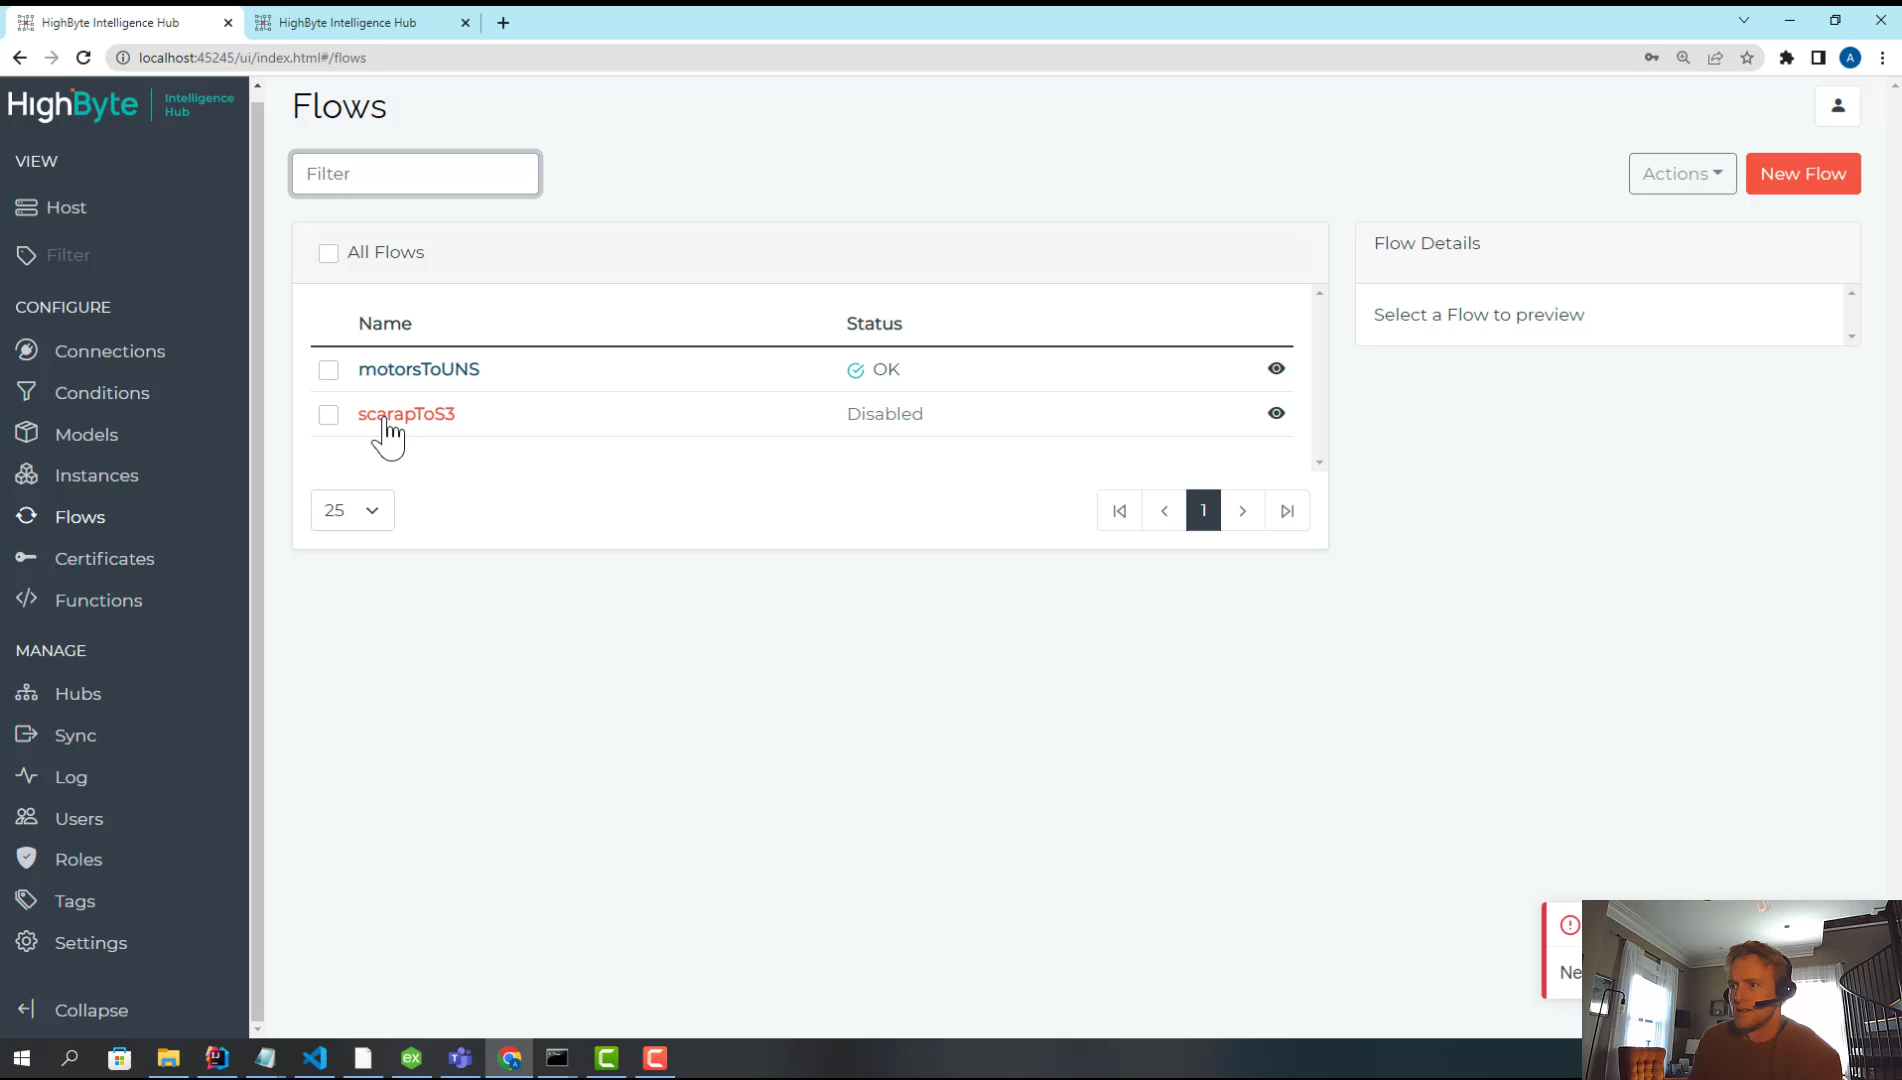 HighByte Intelligence Hub
HighByte Intelligence Hub
localhost:45245/ui/index.html#/flows
A
HighByte
Intelligence
Hub
VIEW
Host
Filter
CONFIGURE
Connections
Conditions
Models
Instances
Flows
Certificates
Functions
MANAGE
Hubs
Sync
Log
Users
Roles
Tags
Settings
Collapse
Flows
Filter
Actions
New Flow
All Flows
Name Status
motorsToUNS OK
scarapToS3 Disabled
25
1
Flow Details
Select a Flow to preview
Ne
ex